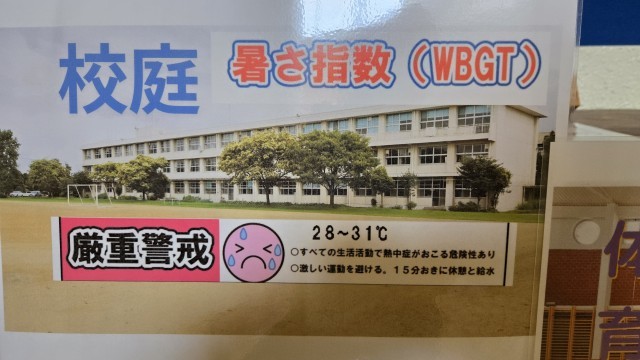 校庭
暑さ指数（WBGT）
厳重警戒
28～31℃
○すべての生活活動で熱中症がおこる危険性あり
○激しい運動を避ける。15分おきに休憩と給水
体育